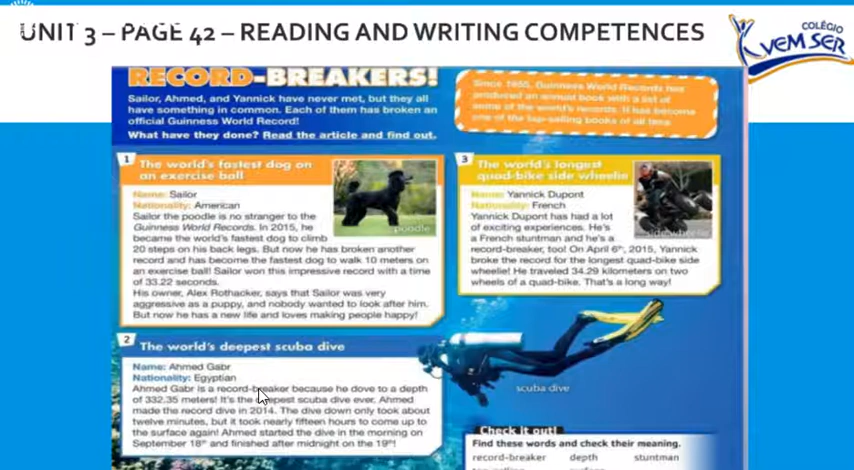 UNIT 3 – PAGE 42 – READING AND WRITING COMPETENCES
COLÉGIO
VEM SER
RECORD-BREAKERS!
Sailor, Ahmed, and Yannick have never met, but they all
have something in common. Each of them has broken an
official Guinness World Record!
What have they done? Read the article and find out.
Since 1955, Guinness World Records has
produced an annual book with a list of
some of the world's records. It has become
one of the top-selling books of all time.
1
The world's fastest dog on
an exercise ball
Name: Sailor
Nationality: American
Sailor the poodle is no stranger to the
Guinness World Records. In 2015, he
became the world's fastest dog to climb
20 steps on his back legs. But now he has broken another
record and has become the fastest dog to walk 10 meters on
an exercise ball! Sailor won this impressive record with a time
of 33.22 seconds.
His owner, Alex Rothacker, says that Sailor was very
aggressive as a puppy, and nobody wanted to look after him.
But now he has a new life and loves making people happy!
poodle
2
The world's deepest scuba dive
Name: Ahmed Gabr
Nationality: Egyptian
Ahmed Gabr is a record-breaker because he dove to a depth
of 332.35 meters! It's the deepest scuba dive ever. Ahmed
made the record dive in 2014. The dive down only took about
twelve minutes, but it took nearly fifteen hours to come up to
the surface again! Ahmed started the dive in the morning on
September 18th and finished after midnight on the 19th!
3
The world's longest
quad-bike side wheelie
Name: Yannick Dupont
Nationality: French
Yannick Dupont has had a lot
of exciting experiences. He's
a French stuntman and he's a
record-breaker, too! On April 6th, 2015, Yannick
broke the record for the longest quad-bike side
wheelie! He traveled 34.29 kilometers on two
wheels of a quad-bike. That's a long way!
side wheelie
scuba dive
Check it out!
Find these words and check their meaning.
record-breaker depth stuntman